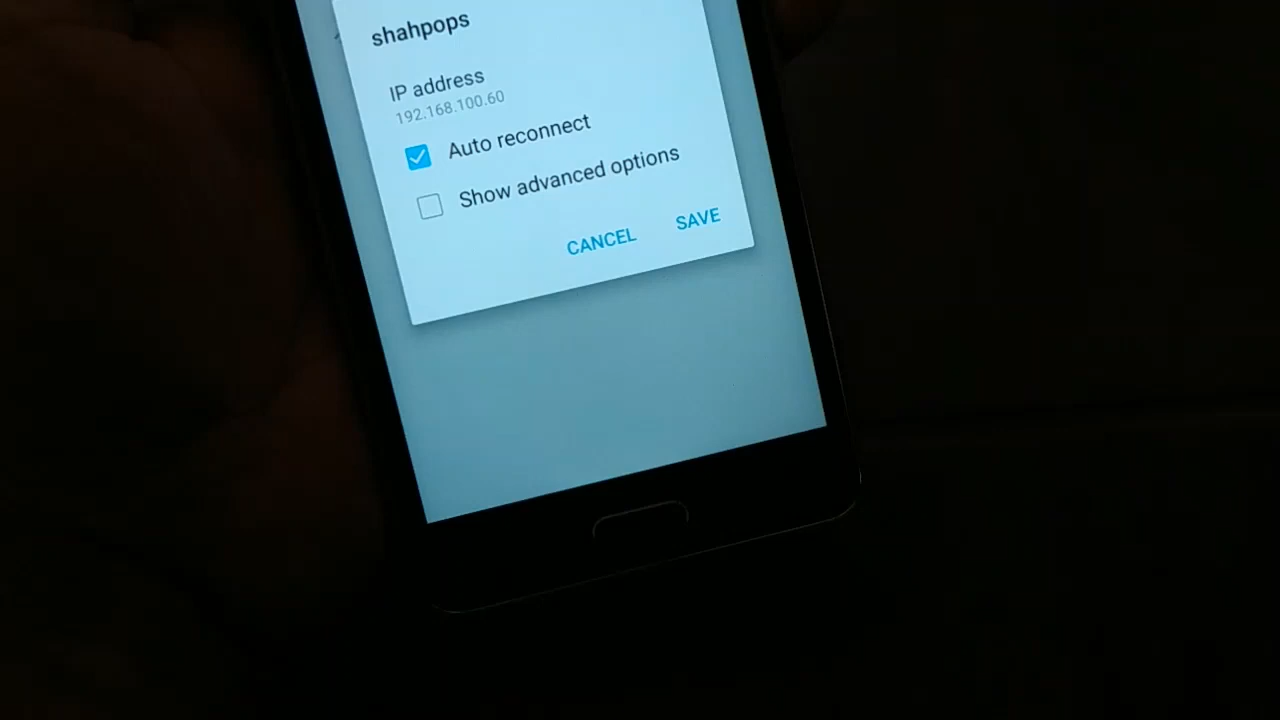 shahpops
IP address
192.168.100.60
Auto reconnect
Show advanced options
CANCEL SAVE